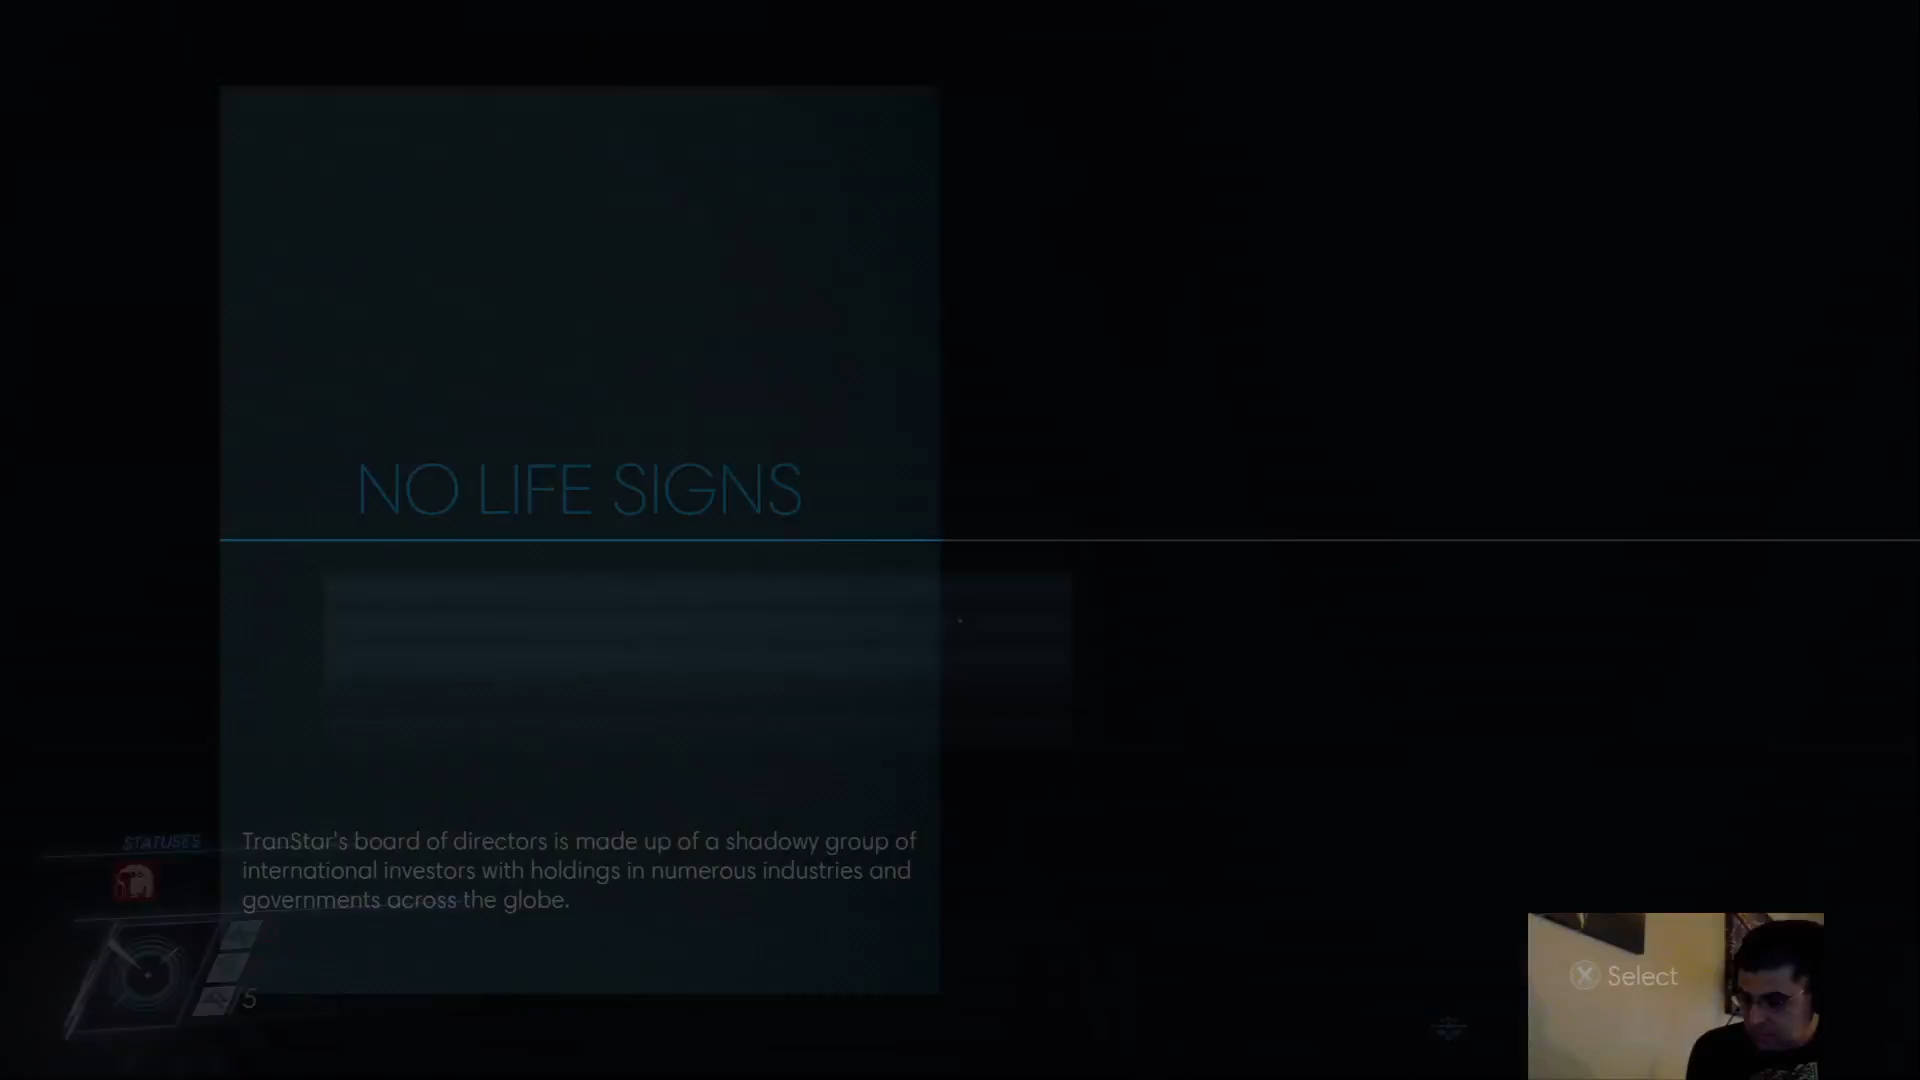 NO LIFE SIGNS
STATUSES
TranStar's board of directors is made up of a shadowy group of
international investors with holdings in numerous industries and
governments across the globe.
Select
5